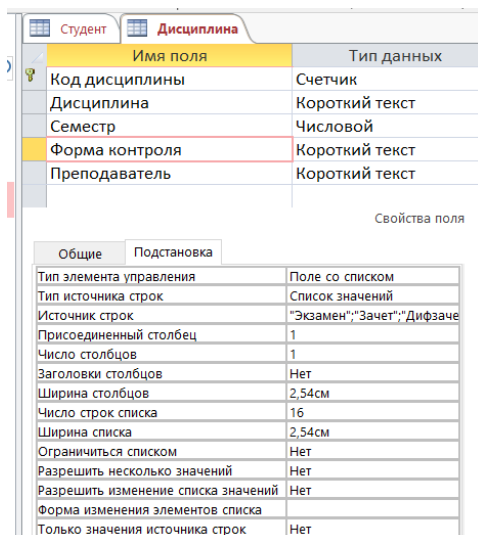 Студент Дисциплина
Имя поля Тип данных
Код дисциплины Счетчик
Дисциплина Короткий текст
Семестр Числовой
Форма контроля Короткий текст
Преподаватель Короткий текст
Свойства поля
Общие Подстановка
Тип элемента управления Поле со списком
Тип источника строк Список значений
Источник строк "Экзамен";"Зачет";"Дифзаче
Присоединенный столбец 1
Число столбцов 1
Заголовки столбцов Нет
Ширина столбцов 2,54см
Число строк списка 16
Ширина списка 2,54см
Ограничиться списком Нет
Разрешить несколько значений Нет
Разрешить изменение списка значений Нет
Форма изменения элементов списка
Только значения источника строк Нет